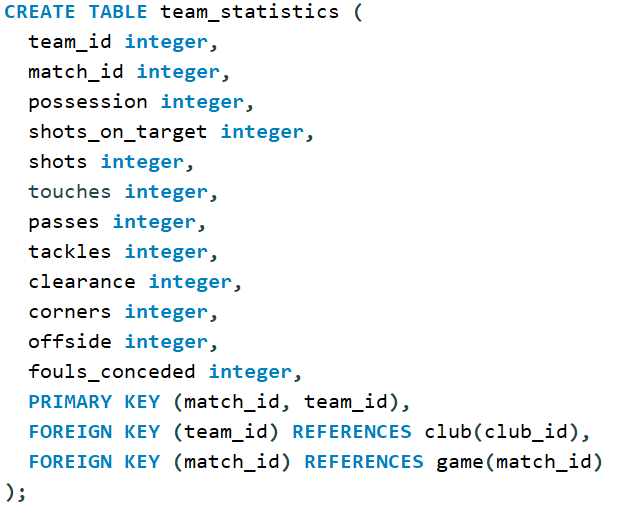 CREATE TABLE team_statistics (
  team_id integer,
  match_id integer,
  possession integer,
  shots_on_target integer,
  shots integer,
  touches integer,
  passes integer,
  tackles integer,
  clearance integer,
  corners integer,
  offside integer,
  fouls_conceded integer,
  PRIMARY KEY (match_id, team_id),
  FOREIGN KEY (team_id) REFERENCES club(club_id),
  FOREIGN KEY (match_id) REFERENCES game(match_id)
);